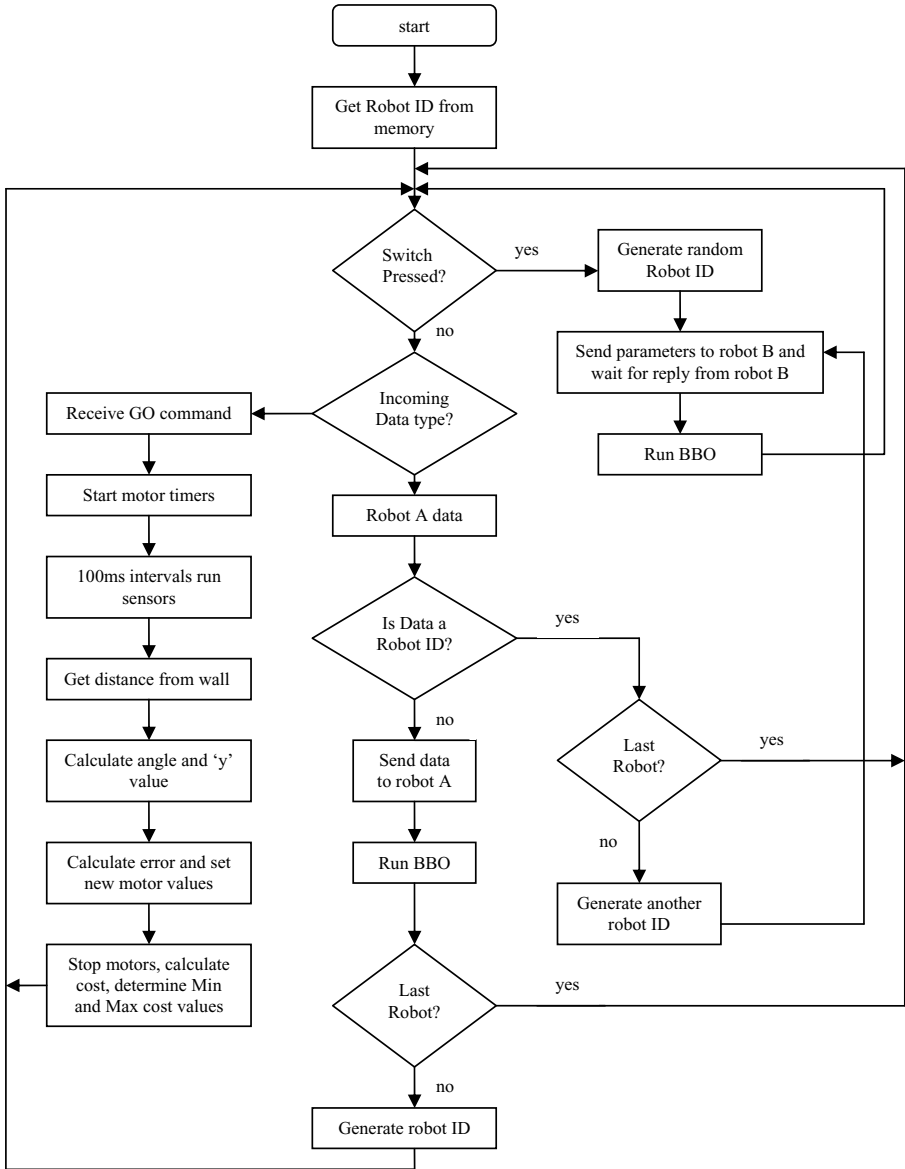 start
Get Robot ID from
memory
Switch
Pressed?
yes
Generate random
Robot ID
no
Send parameters to robot B and
wait for reply from robot B
Incoming
Data type?
Receive GO command
Run BBO
Start motor timers
Robot A data
100ms intervals run
sensors
Is Data a
Robot ID?
yes
Get distance from wall
no
Last
Robot?
yes
Calculate angle and ‘y’
value
Send data
to robot A
no
Calculate error and set
new motor values
Run BBO
Generate another
robot ID
Stop motors, calculate
cost, determine Min
and Max cost values
Last
Robot?
yes
no
Generate robot ID